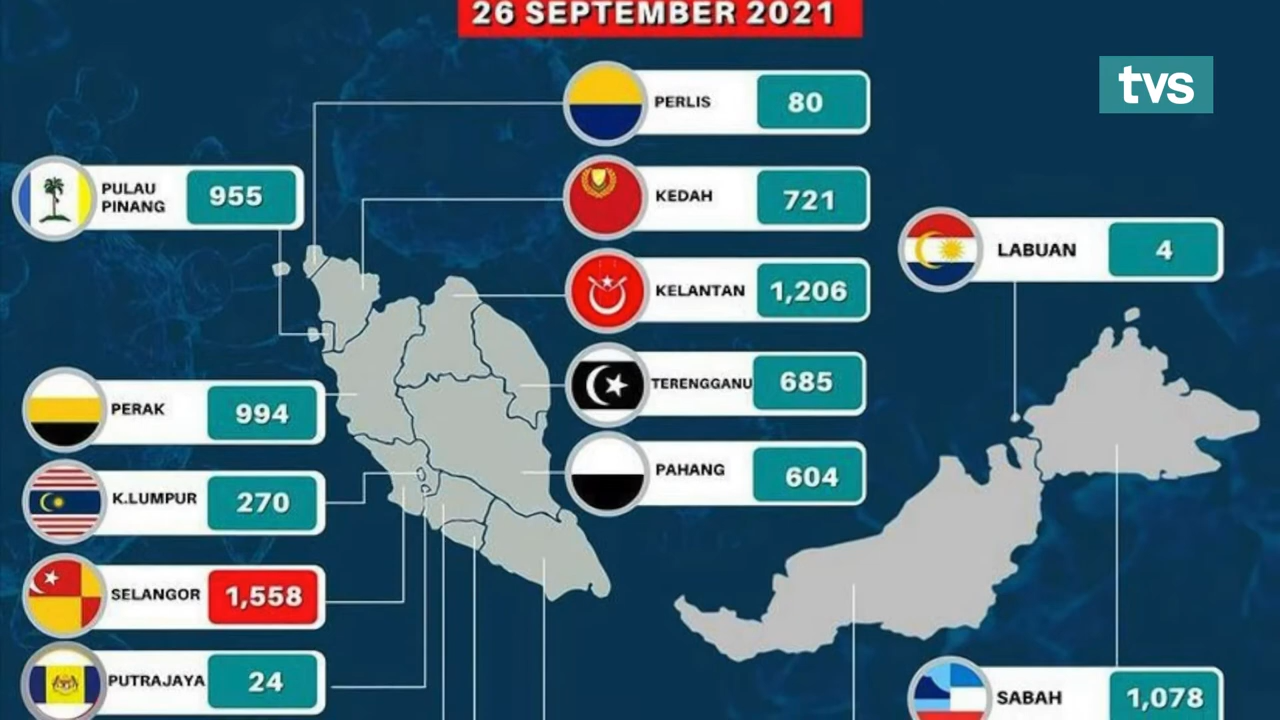 26 SEPTEMBER 2021
tvs
PERLIS 80
PULAU
PINANG 955
KEDAH 721
LABUAN 4
KELANTAN 1,206
TERENGGANU 685
PERAK 994
PAHANG 604
K.LUMPUR 270
SELANGOR 1,558
PUTRAJAYA 24
SABAH 1,078